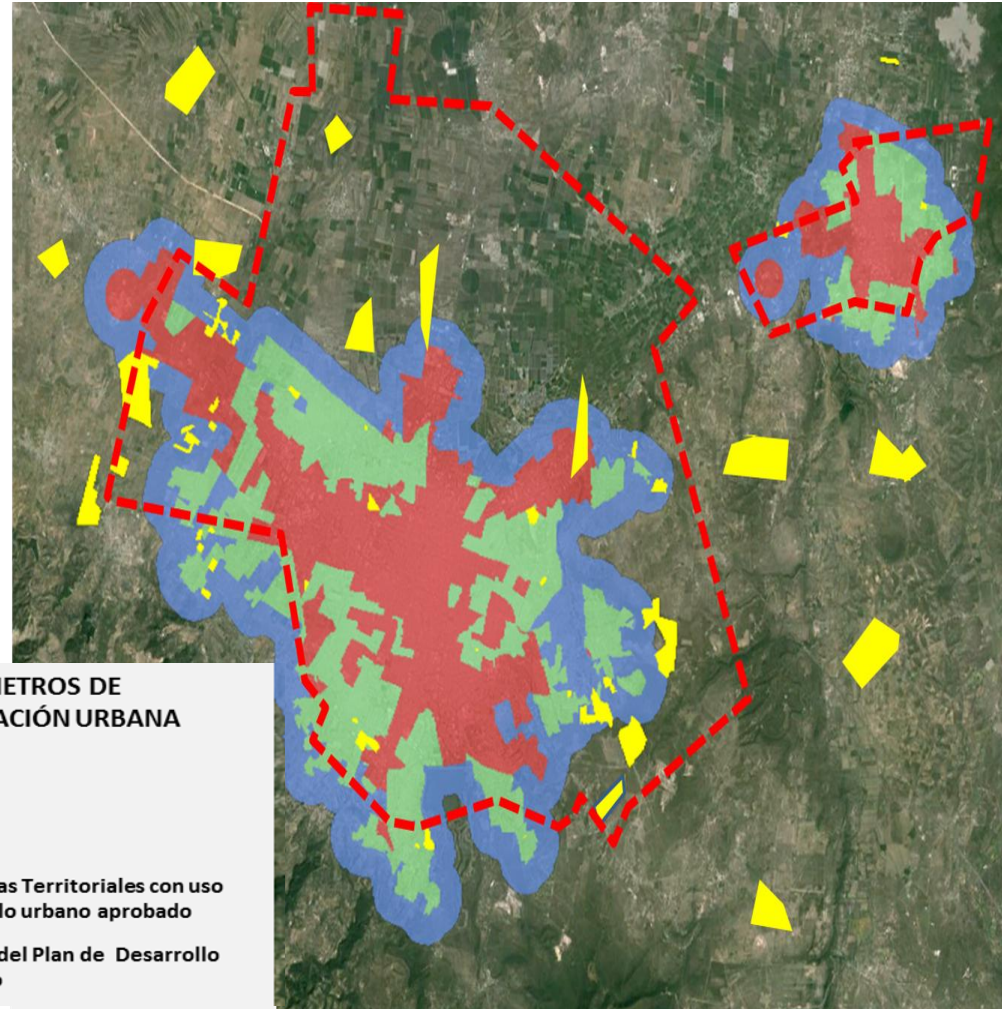 METROS DE
ACIÓN URBANA
as Territoriales con uso
lo urbano aprobado
del Plan de Desarrollo
o